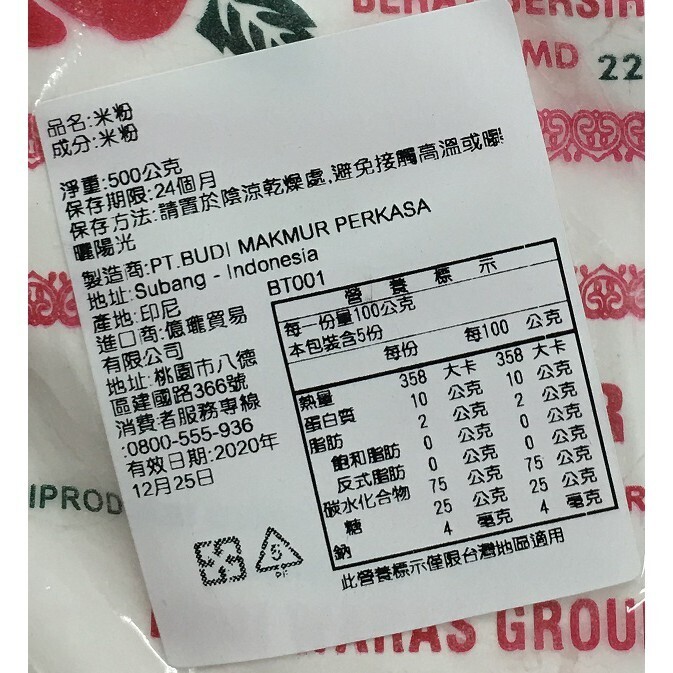 MD 22
品名:米粉
成分:米粉
淨重:500公克
保存期限:24個月
保存方法:請置於陰涼乾燥處,避免接觸高溫或曝
曬陽光
製造商:PT.BUDI MAKMUR PERKASA
地址:Subang - Indonesia
產地:印尼
進口商:億瓏貿易
有限公司
地址:桃園市八德
區建國路366號
消費者服務專線
:0800-555-936
有效日期:2020年
12月25日
BT001
營養標示
每一份量100公克
本包裝含5份
每份 每100 公克
熱量 358 大卡 358 大卡
蛋白質 10 公克 10 公克
脂肪 2 公克 2 公克
飽和脂肪 0 公克 0 公克
反式脂肪 0 公克 0 公克
碳水化合物 75 公克 75 公克
糖 25 公克 25 公克
鈉 4 毫克 4 毫克
此營養標示僅限台灣地區適用
5
PF
IPROD
GROU